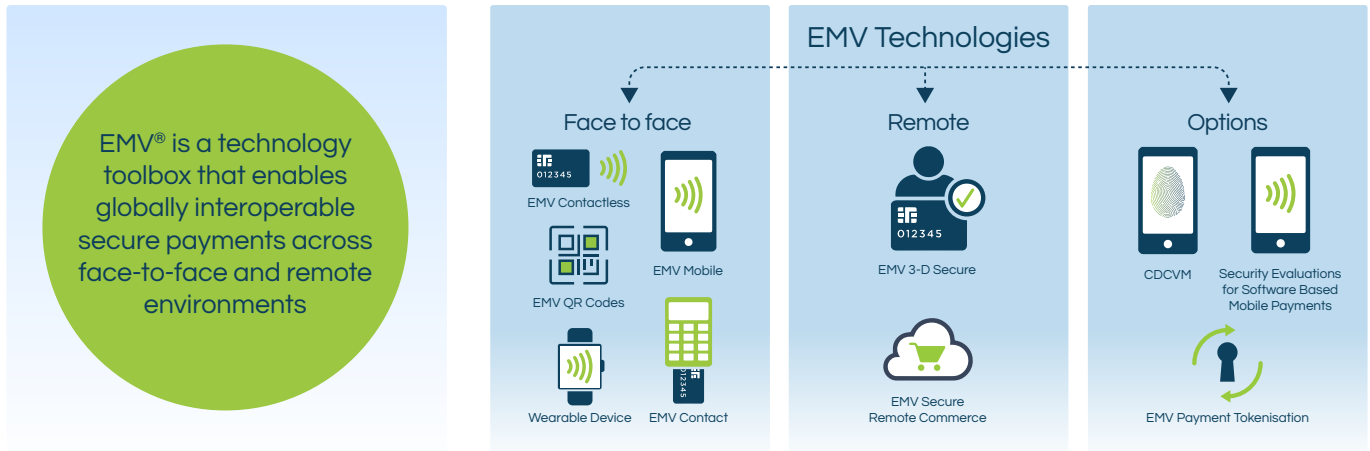 EMV® is a technology
toolbox that enables
globally interoperable
secure payments across
face-to-face and remote
environments
EMV Technologies
Face to face
012345
EMV Contactless
EMV Mobile
EMV QR Codes
Wearable Device
012345
EMV Contact
Remote
012345
EMV 3-D Secure
EMV Secure
Remote Commerce
Options
CDCVM
Security Evaluations
for Software Based
Mobile Payments
EMV Payment Tokenisation